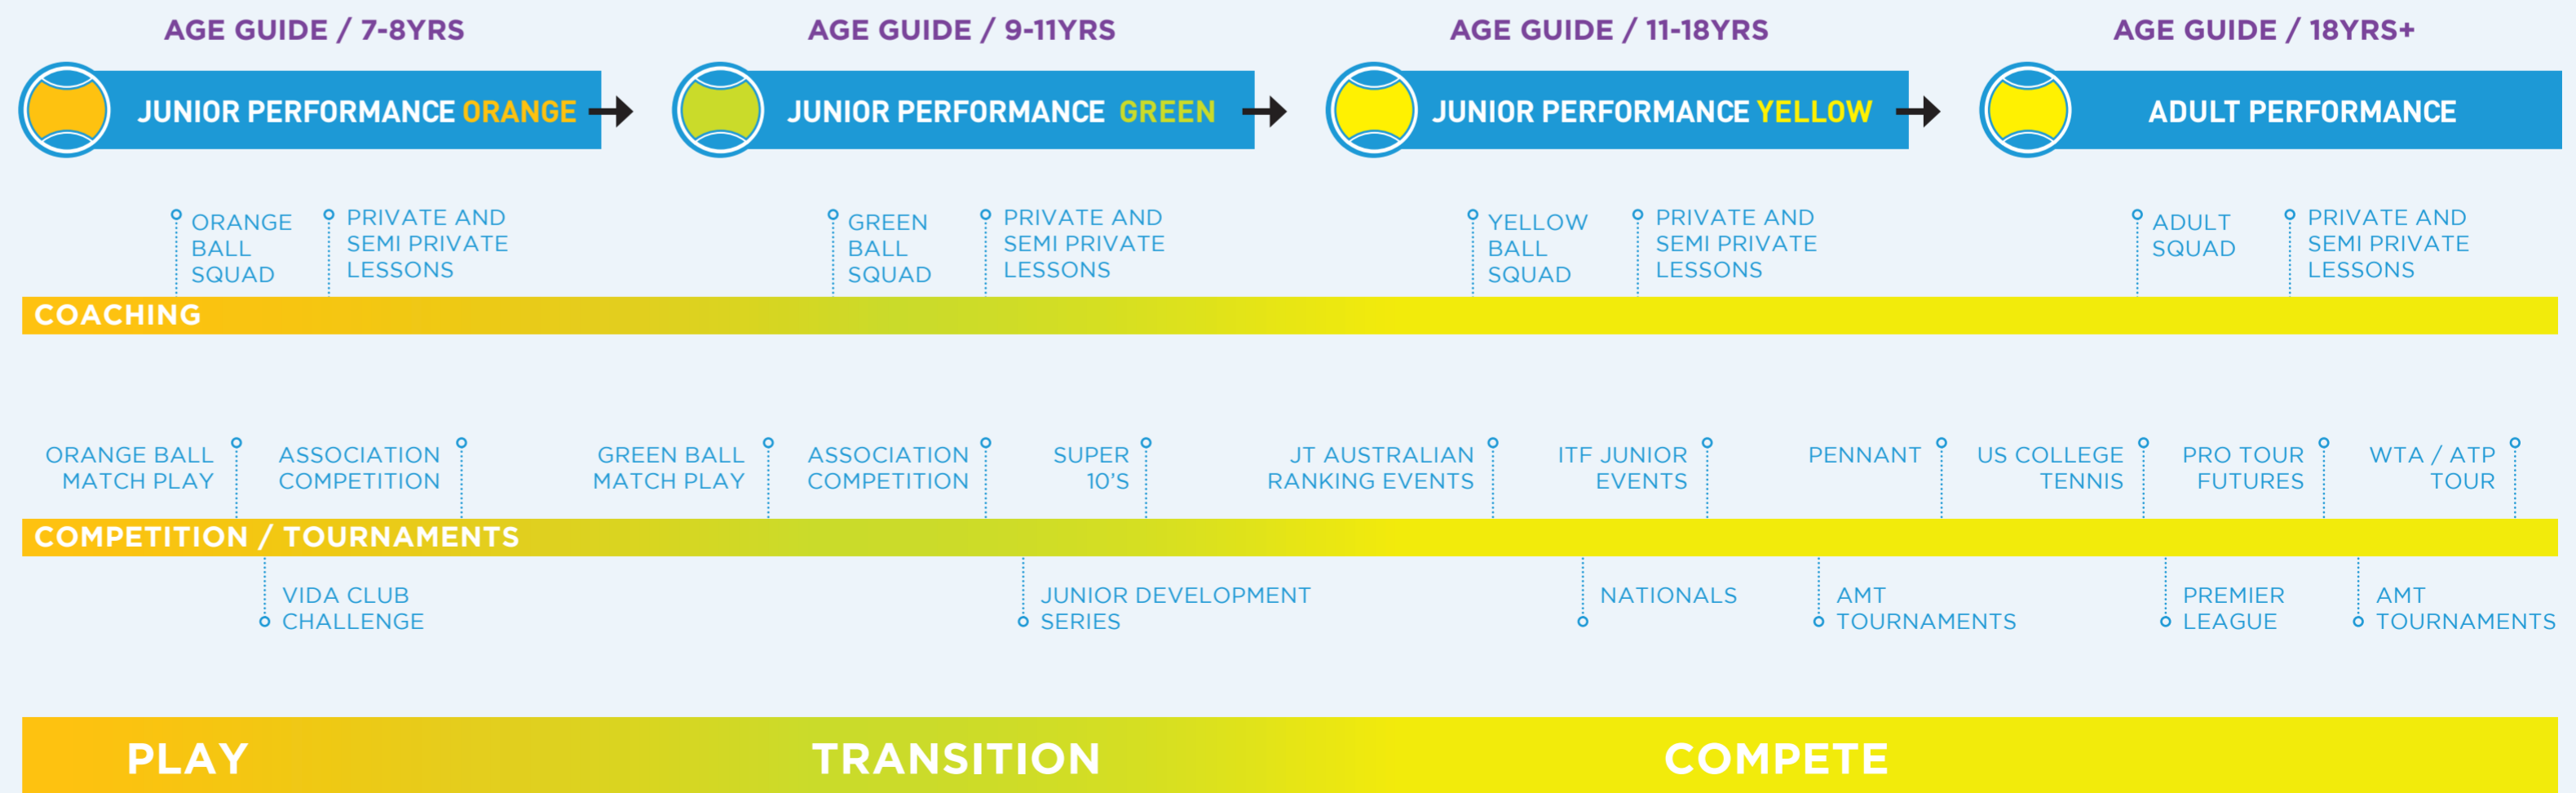 AGE GUIDE / 7-8YRS
AGE GUIDE / 9-11YRS
AGE GUIDE / 11-18YRS
AGE GUIDE / 18YRS+
JUNIOR PERFORMANCE ORANGE
JUNIOR PERFORMANCE GREEN
JUNIOR PERFORMANCE YELLOW
ADULT PERFORMANCE
ORANGE
BALL
SQUAD
PRIVATE AND
SEMI PRIVATE
LESSONS
GREEN
BALL
SQUAD
PRIVATE AND
SEMI PRIVATE
LESSONS
YELLOW
BALL
SQUAD
PRIVATE AND
SEMI PRIVATE
LESSONS
ADULT
SQUAD
PRIVATE AND
SEMI PRIVATE
LESSONS
COACHING
ORANGE BALL
MATCH PLAY
ASSOCIATION
COMPETITION
GREEN BALL
MATCH PLAY
ASSOCIATION
COMPETITION
SUPER
10'S
JT AUSTRALIAN
RANKING EVENTS
ITF JUNIOR
EVENTS
PENNANT
US COLLEGE
TENNIS
PRO TOUR
FUTURES
WTA / ATP
TOUR
COMPETITION / TOURNAMENTS
VIDA CLUB
CHALLENGE
JUNIOR DEVELOPMENT
SERIES
NATIONALS
AMT
TOURNAMENTS
PREMIER
LEAGUE
AMT
TOURNAMENTS
PLAY
TRANSITION
COMPETE